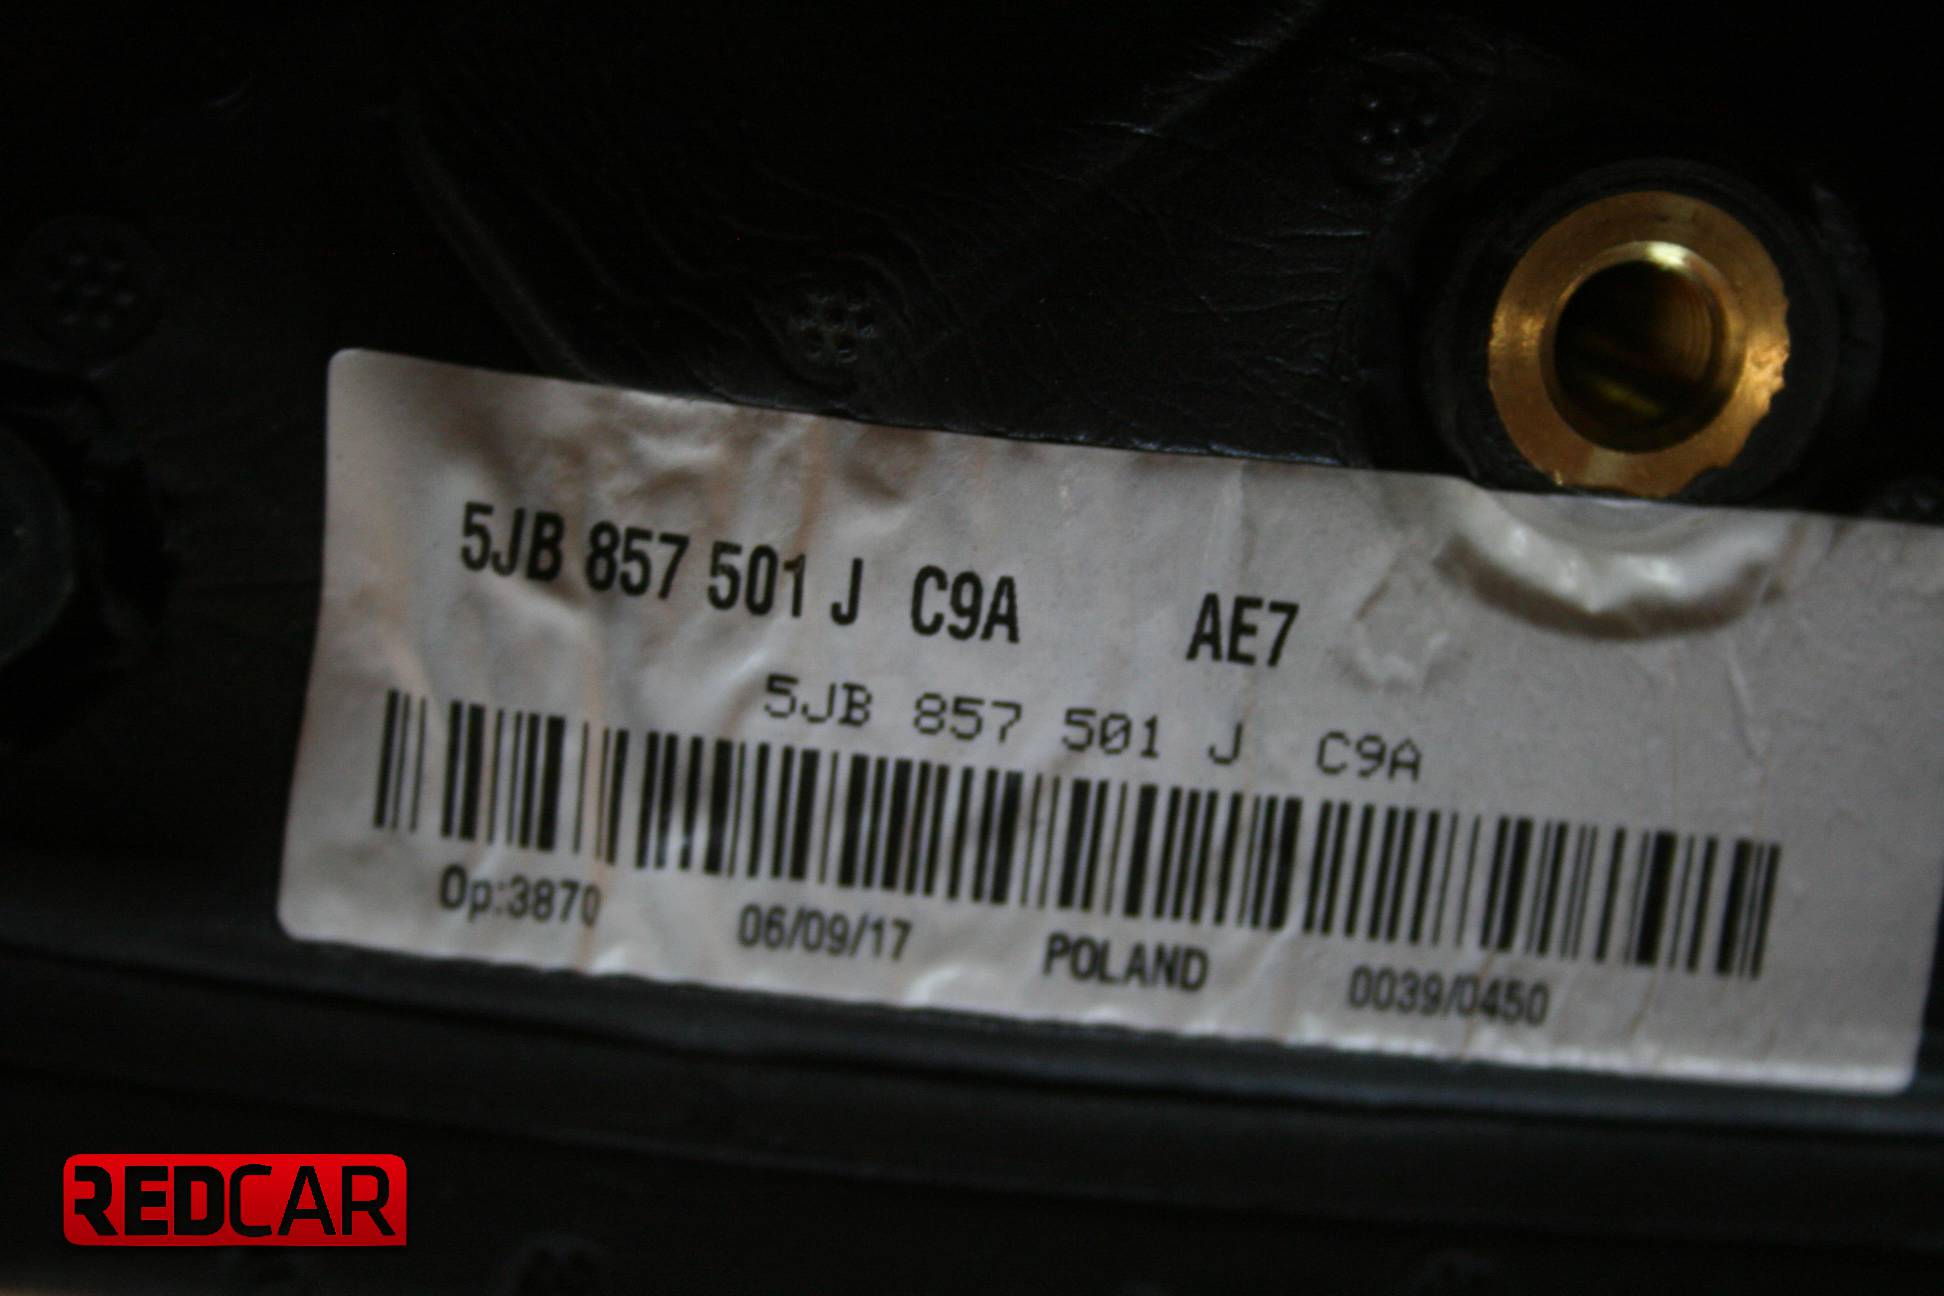 5JB 857 501 J C9A AE7
5JB 857 501 J C9A
Op:3870 06/09/17 POLAND 0039/0450
REDCAR